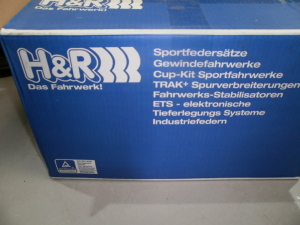 H&R
Das Fahrwerk!
Sportfedersätze
Gewindefahrwerke
Cup-Kit Sportfahrwerke
TRAK+ Spurverbreiterungen
Fahrwerks-Stabilisatoren
ETS - elektronische
Tieferlegungs Systeme
Industriefedern